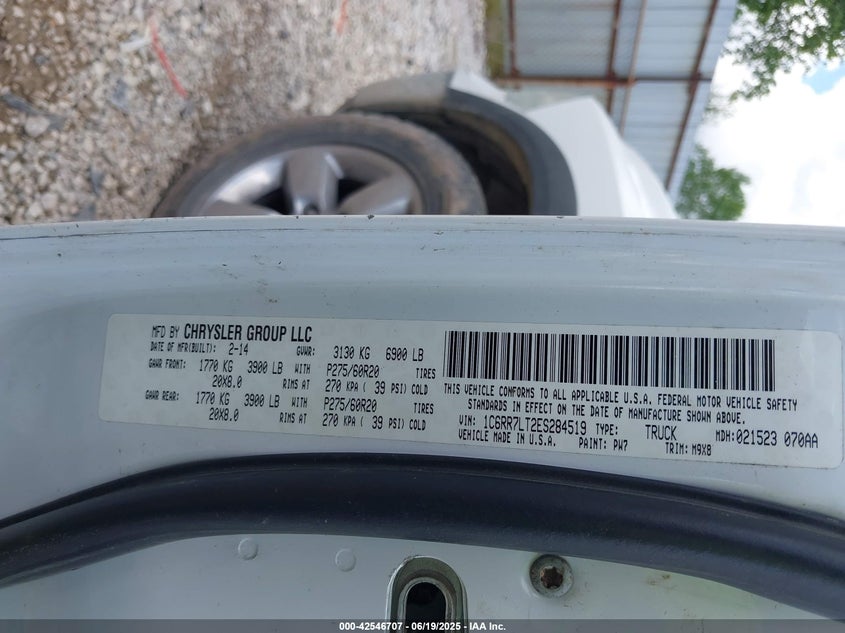 MFD BY CHRYSLER GROUP LLC
DATE OF MFR(BUILT): 2-14 GVWR: 3130 KG 6900 LB
GAWR FRONT: 1770 KG 3900 LB WITH P275/60R20 TIRES
20X8.0 RIMS AT 270 KPA ( 39 PSI) COLD
GAWR REAR: 1770 KG 3900 LB WITH P275/60R20 TIRES
20X8.0 RIMS AT 270 KPA ( 39 PSI) COLD
THIS VEHICLE CONFORMS TO ALL APPLICABLE U.S.A. FEDERAL MOTOR VEHICLE SAFETY
STANDARDS IN EFFECT ON THE DATE OF MANUFACTURE SHOWN ABOVE.
VIN: 1C6RR7LT2ES284519 TYPE: TRUCK MDH: 021523 070AA
VEHICLE MADE IN U.S.A. PAINT: PW7 TRIM: M9X8
000-42546707 - 06/19/2025 - IAA, Inc.